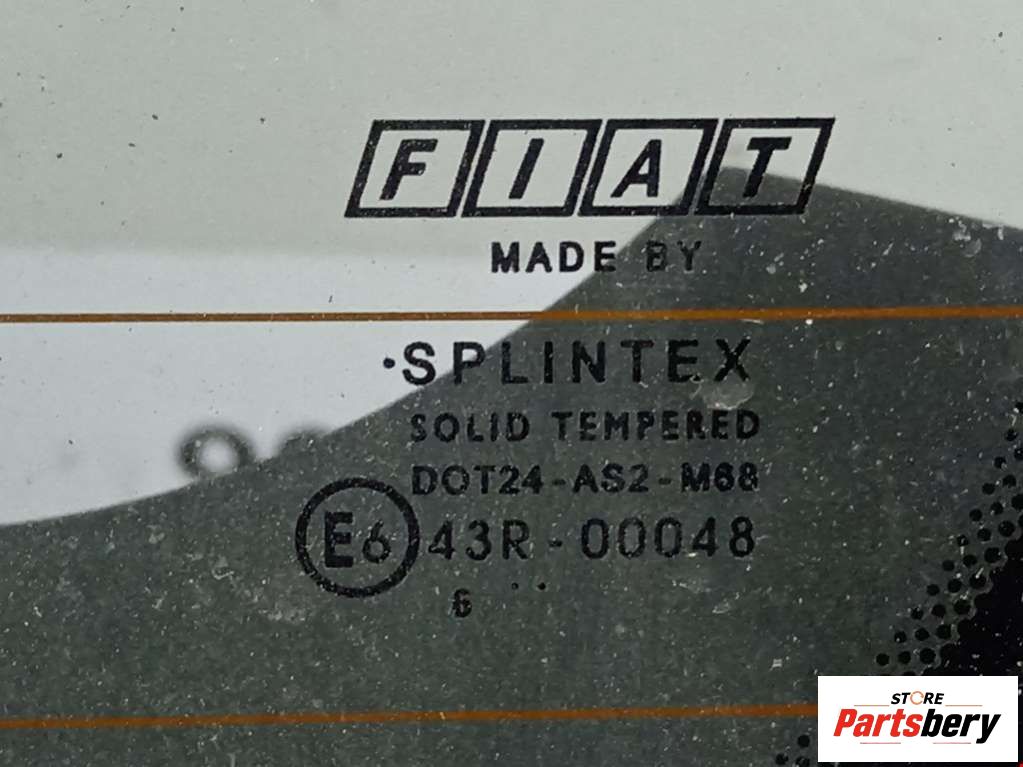 FIAT
MADE BY
·SPLINTEX
SOLID TEMPERED
DOT24-AS2-M68
E6 43R-00048
6 ..
STORE
Partsbery